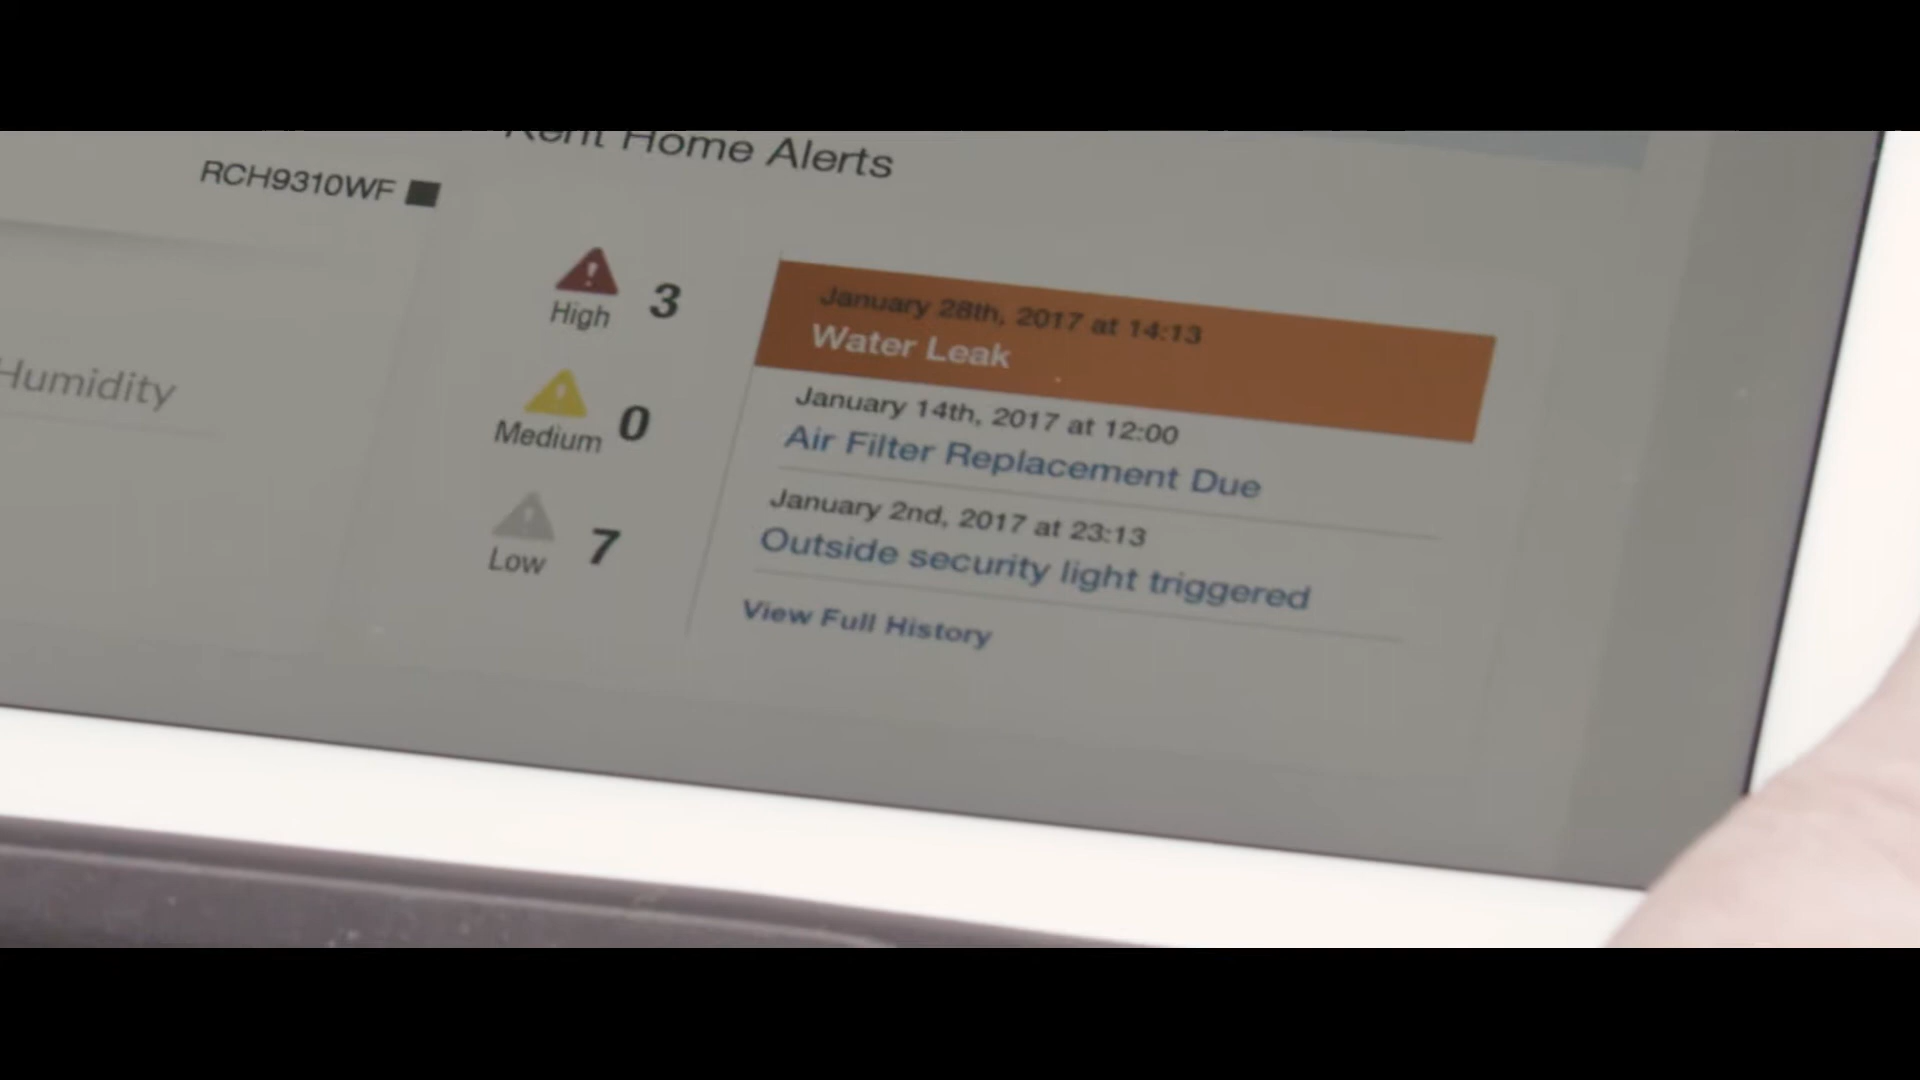 Kent Home Alerts
RCH9310WF
High 3
Medium 0
Low 7
Humidity
January 28th, 2017 at 14:13
Water Leak
January 14th, 2017 at 12:00
Air Filter Replacement Due
January 2nd, 2017 at 23:13
Outside security light triggered
View Full History